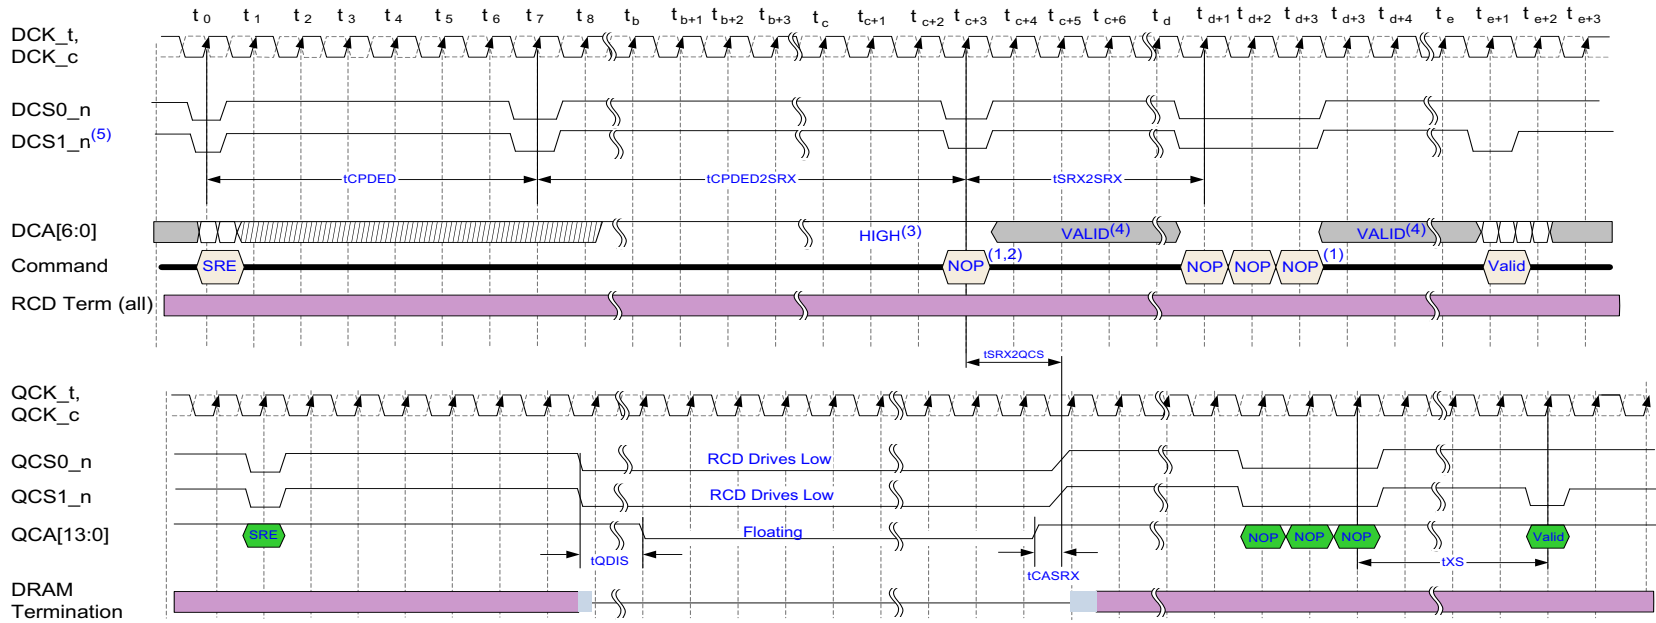 t0 t1 t2 t3 t4 t5 t6 t7 t8 tb tb+1 tb+2 tb+3 tc tc+1 tc+2 tc+3 tc+4 tc+5 tc+6 td td+1 td+2 td+3 td+3 td+4 te te+1 te+2 te+3
DCK_t,
DCK_c
DCS0_n
DCS1_n(5)
tCPDED tCPDED2SRX tSRX2SRX
DCA[6:0] HIGH(3) VALID(4) VALID(4)
Command SRE NOP(1,2) NOP NOP NOP(1) Valid
RCD Term (all)
tSRX2QCS
QCK_t,
QCK_c
QCS0_n RCD Drives Low
QCS1_n RCD Drives Low
QCA[13:0] SRE Floating NOP NOP NOP Valid
tQDIS tCASRX tXS
DRAM
Termination